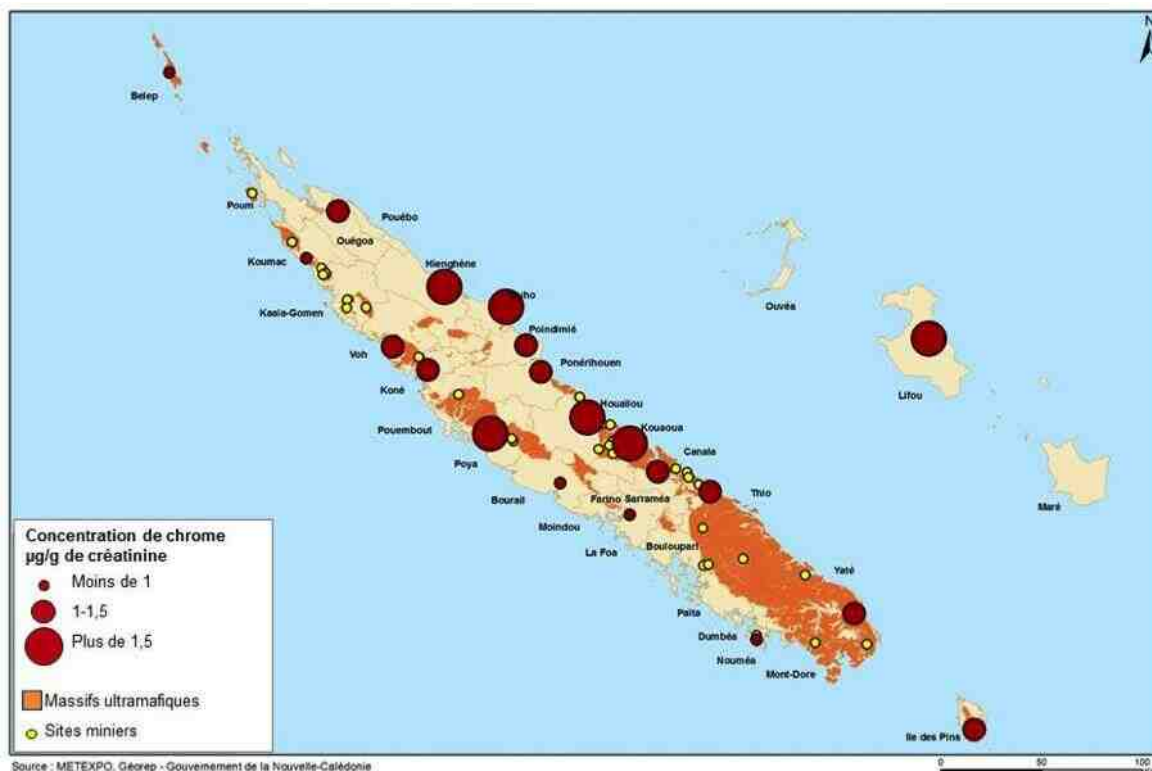 N
Belep
Poum
Pouébo
Ouégoa
Koumac
Hienghène
Ouvéa
Kaala-Gomen
Poindimié
Voh
Ponérihouen
Lifou
Koné
Houaïlou
Pouembout
Kouaoua
Canala
Poya
Thio
Bourail
Farino Sarraméa
Maré
Moindou
La Foa
Bouloupari
Yaté
Païta
Dumbéa
Nouméa
Mont-Dore
Ile des Pins
Concentration de chrome
µg/g de créatinine
Moins de 1
1-1,5
Plus de 1,5
Massifs ultramafiques
Sites miniers
0 50 100
Source : METEXPO, Géorep - Gouvernement de la Nouvelle-Calédonie